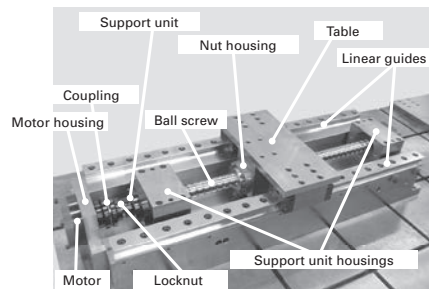 Support unit
Nut housing
Table
Linear guides
Coupling
Motor housing
Ball screw
Support unit housings
Motor
Locknut